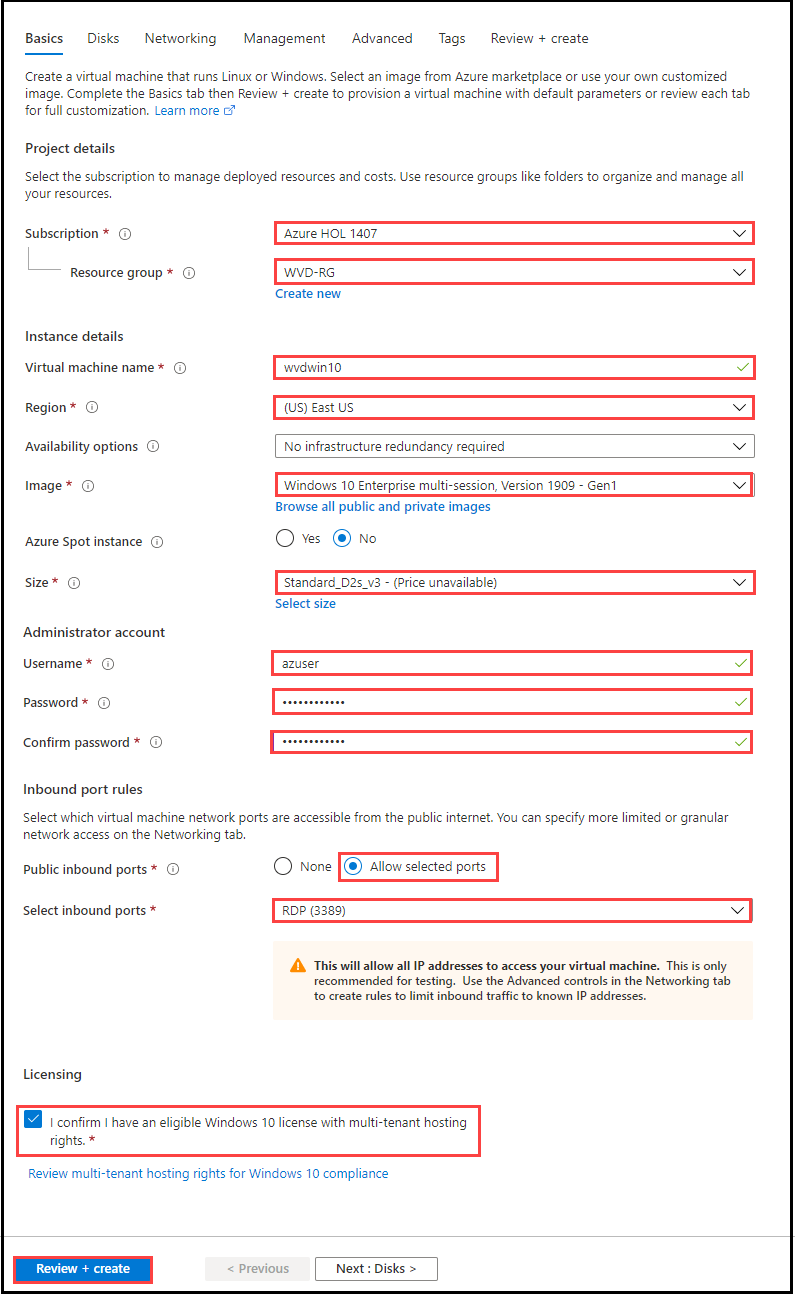 Basics Disks Networking Management Advanced Tags Review + create
Create a virtual machine that runs Linux or Windows. Select an image from Azure marketplace or use your own customized
image. Complete the Basics tab then Review + create to provision a virtual machine with default parameters or review each tab
for full customization. Learn more
Project details
Select the subscription to manage deployed resources and costs. Use resource groups like folders to organize and manage all
your resources.
Subscription * Azure HOL 1407
Resource group * WVD-RG
Create new
Instance details
Virtual machine name * wvdwin10
Region * (US) East US
Availability options No infrastructure redundancy required
Image * Windows 10 Enterprise multi-session, Version 1909 - Gen1
Browse all public and private images
Azure Spot instance Yes No
Size * Standard_D2s_v3 - (Price unavailable)
Select size
Administrator account
Username * azuser
Password * ••••••••••••
Confirm password * ••••••••••••
Inbound port rules
Select which virtual machine network ports are accessible from the public internet. You can specify more limited or granular
network access on the Networking tab.
Public inbound ports * None Allow selected ports
Select inbound ports * RDP (3389)
This will allow all IP addresses to access your virtual machine. This is only
recommended for testing. Use the Advanced controls in the Networking tab
to create rules to limit inbound traffic to known IP addresses.
Licensing
I confirm I have an eligible Windows 10 license with multi-tenant hosting
rights. *
Review multi-tenant hosting rights for Windows 10 compliance
Review + create < Previous Next : Disks >